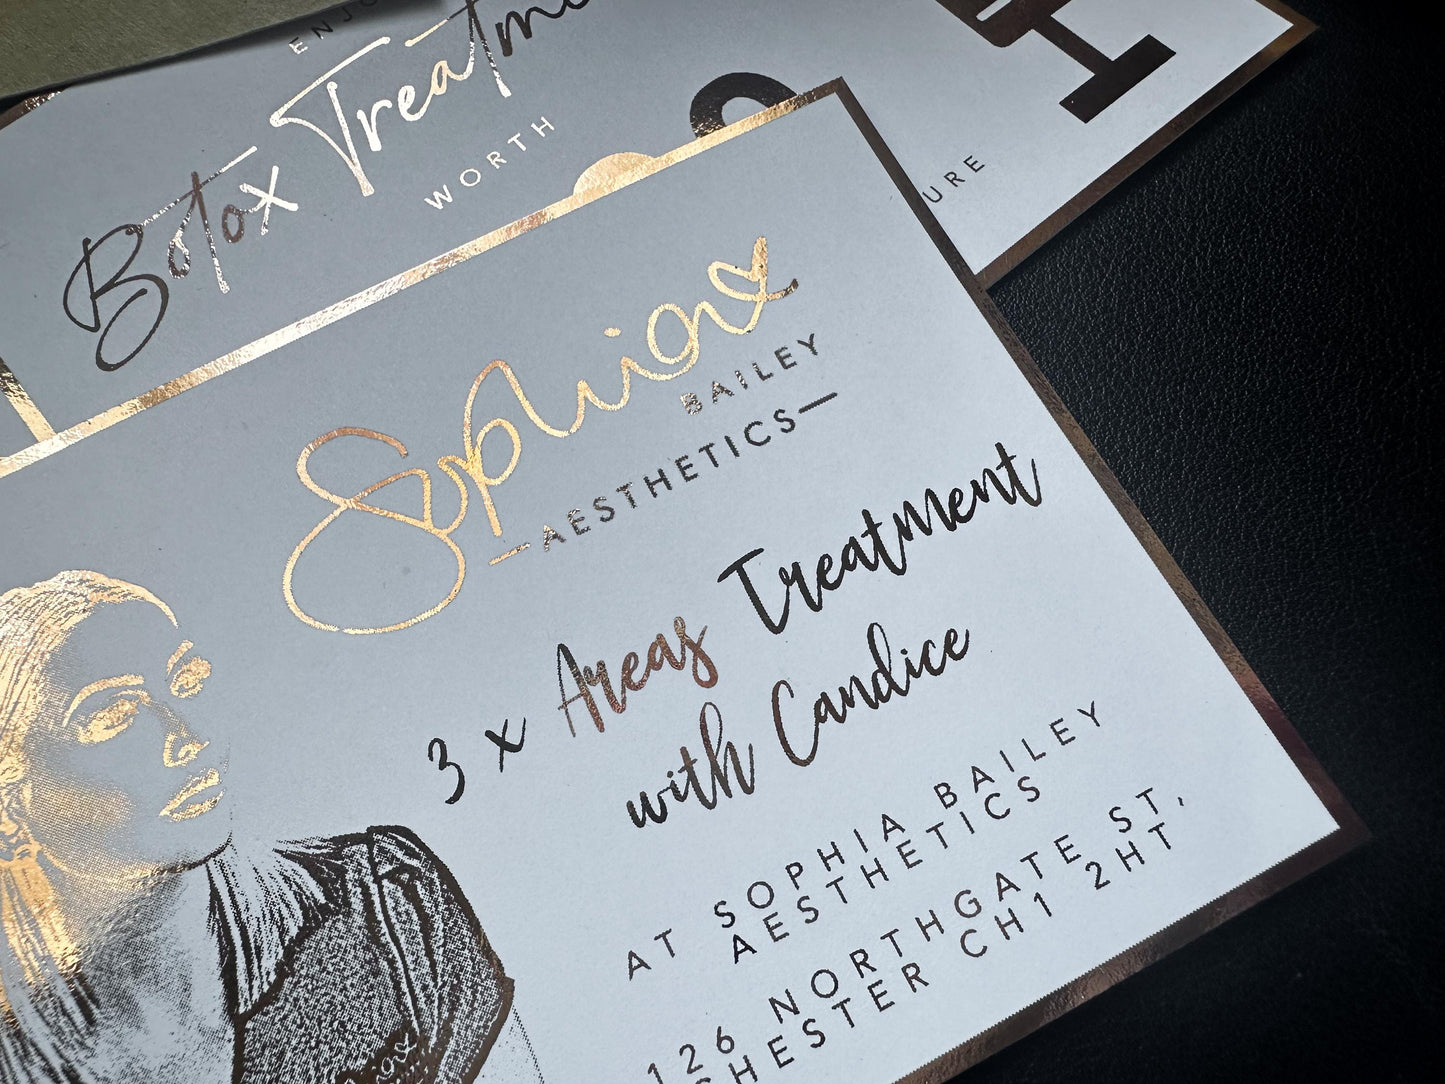 Botox
WORTH
URE
Sophia
BAILEY
—AESTHETICS—
3 x Areas Treatment
with Candice
AT SOPHIA BAILEY
AESTHETICS
126 NORTHGATE ST,
CHESTER CH1 2HT